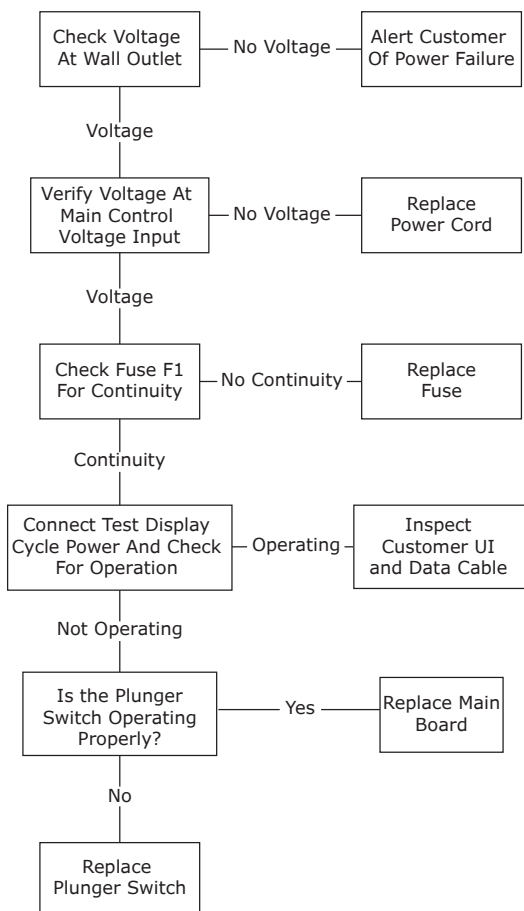 Check Voltage
At Wall Outlet
No Voltage
Alert Customer
Of Power Failure
Voltage
Verify Voltage At
Main Control
Voltage Input
No Voltage
Replace
Power Cord
Voltage
Check Fuse F1
For Continuity
No Continuity
Replace
Fuse
Continuity
Connect Test Display
Cycle Power And Check
For Operation
Operating
Inspect
Customer UI
and Data Cable
Not Operating
Is the Plunger
Switch Operating
Properly?
Yes
Replace Main
Board
No
Replace
Plunger Switch